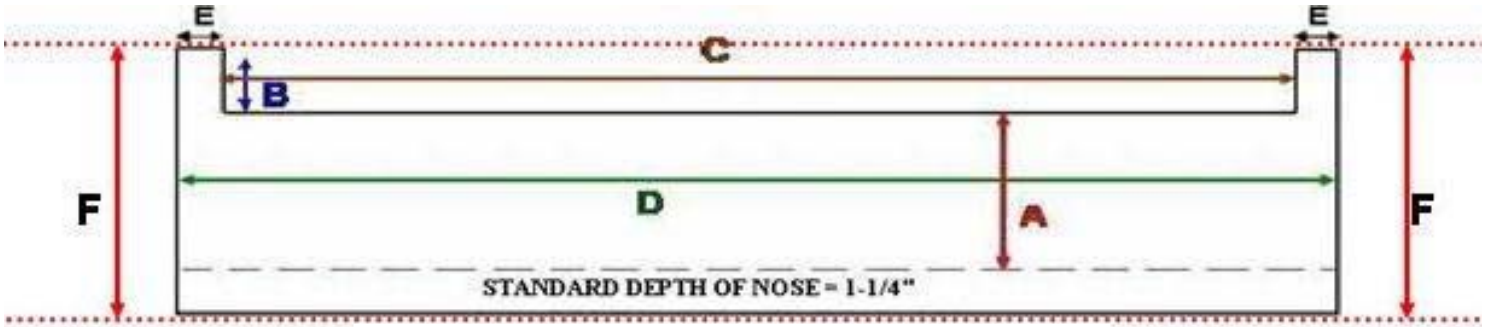 E E
C
B
F D A F
STANDARD DEPTH OF NOSE = 1-1/4"